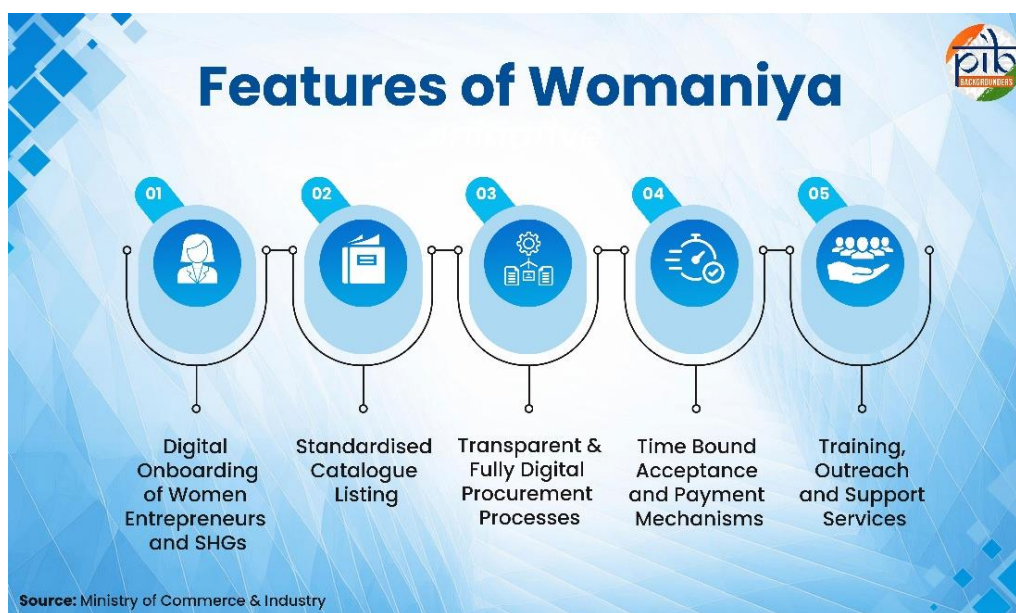 pib
BACKGROUNDERS
Features of Womaniya
01
02
03
04
05
Digital
Onboarding
of Women
Entrepreneurs
and SHGs
Standardised
Catalogue
Listing
Transparent &
Fully Digital
Procurement
Processes
Time Bound
Acceptance
and Payment
Mechanisms
Training,
Outreach
and Support
Services
Source: Ministry of Commerce & Industry